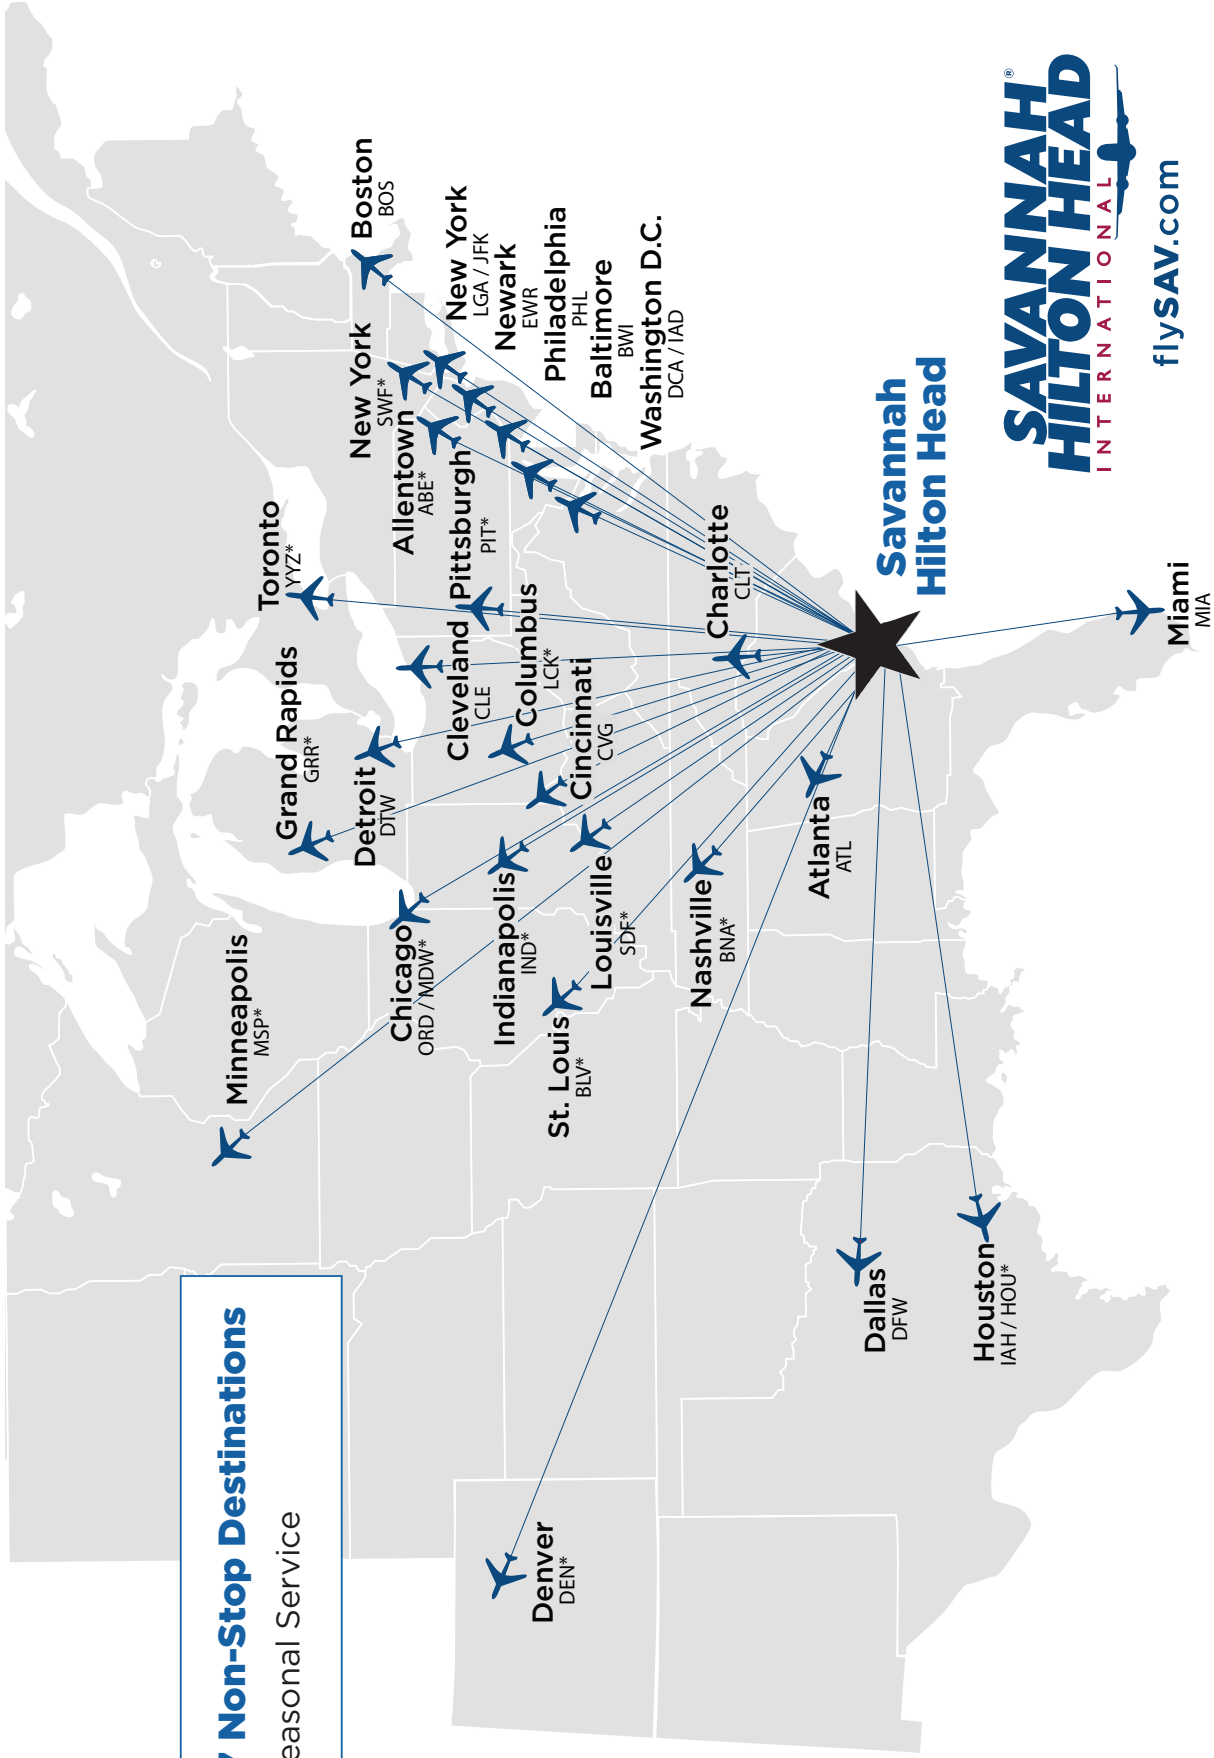 Non-Stop Destinations
easonal Service
Minneapolis
MSP*
Grand Rapids
GRR*
Toronto
YYZ*
Detroit
DTW
Chicago
ORD / MDW*
New York
SWF*
Boston
BOS
Allentown
ABE*
Pittsburgh
PIT*
Cleveland
CLE
Columbus
LCK*
Cincinnati
CVG
Indianapolis
IND*
Louisville
SDF*
St. Louis
BLV*
Nashville
BNA*
New York
LGA / JFK
Newark
EWR
Philadelphia
PHL
Baltimore
BWI
Washington D.C.
DCA / IAD
Charlotte
CLT
Atlanta
ATL
Denver
DEN*
Dallas
DFW
Houston
IAH / HOU*
Miami
MIA
Savannah
Hilton Head
SAVANNAH®
HILTON HEAD
INTERNATIONAL
flySAV.com